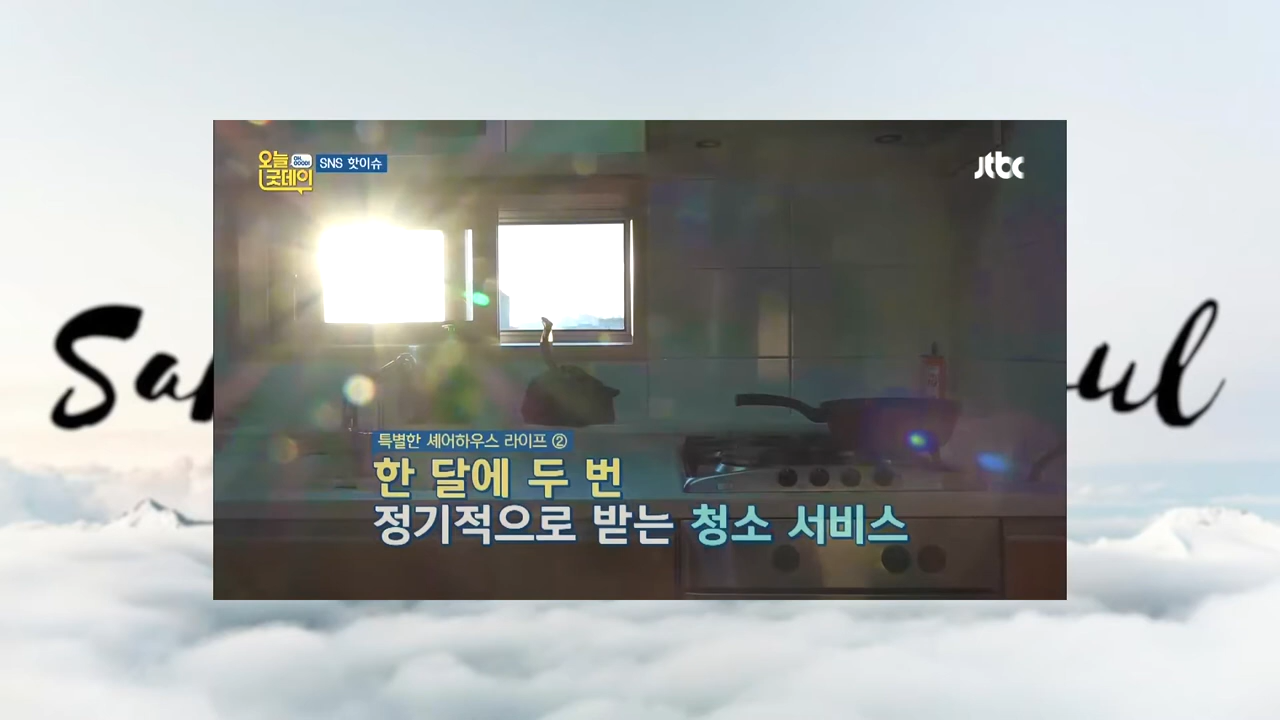 오늘
굿데이
SNS 핫이슈
jtbc
특별한 셰어하우스 라이프 ②
한 달에 두 번
정기적으로 받는 청소 서비스